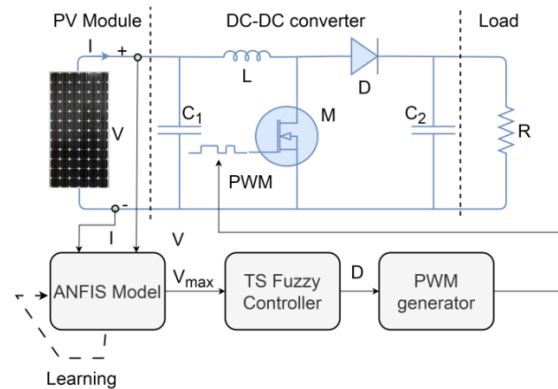 PV Module DC-DC converter Load
I + 
L D
C1 M C2 R
V
PWM
-
I V
ANFIS Model Vmax TS Fuzzy Controller D PWM generator
Learning